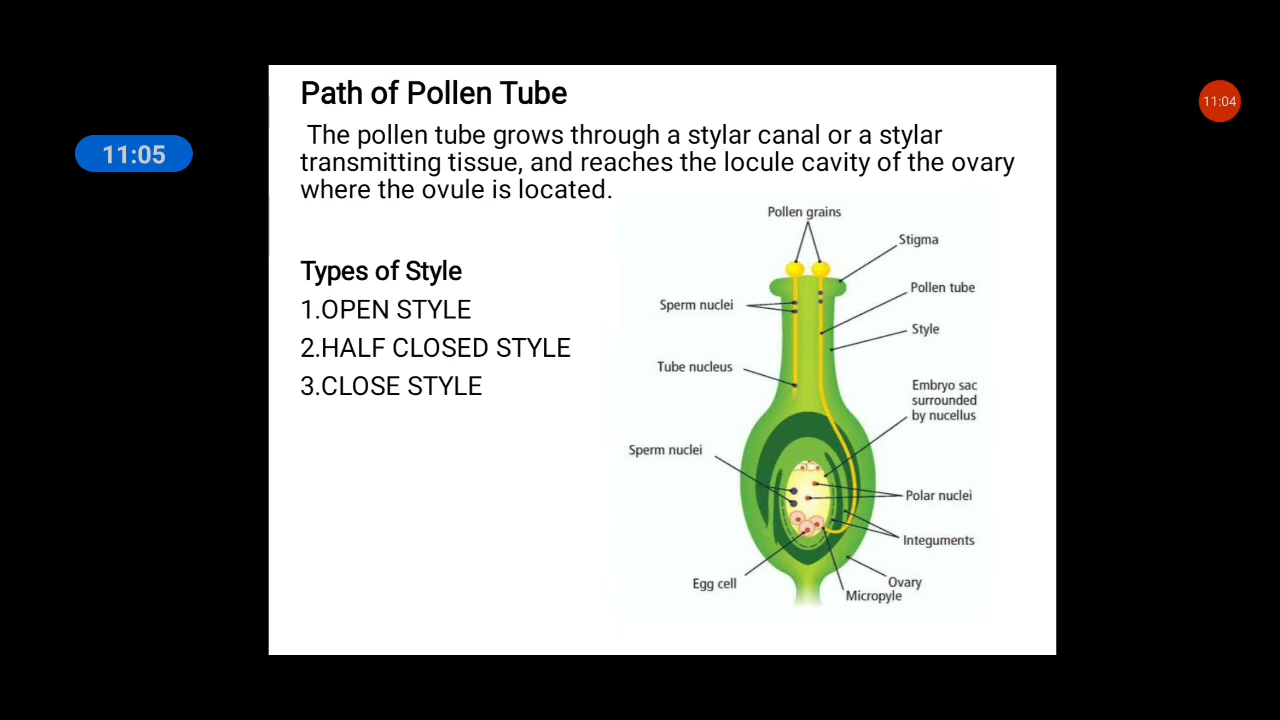 Path of Pollen Tube
The pollen tube grows through a stylar canal or a stylar
transmitting tissue, and reaches the locule cavity of the ovary
where the ovule is located.
11:05
11:04
Types of Style
1.OPEN STYLE
2.HALF CLOSED STYLE
3.CLOSE STYLE
Pollen grains
Stigma
Pollen tube
Sperm nuclei
Style
Tube nucleus
Embryo sac
surrounded
by nucellus
Sperm nuclei
Polar nuclei
Integuments
Egg cell
Ovary
Micropyle